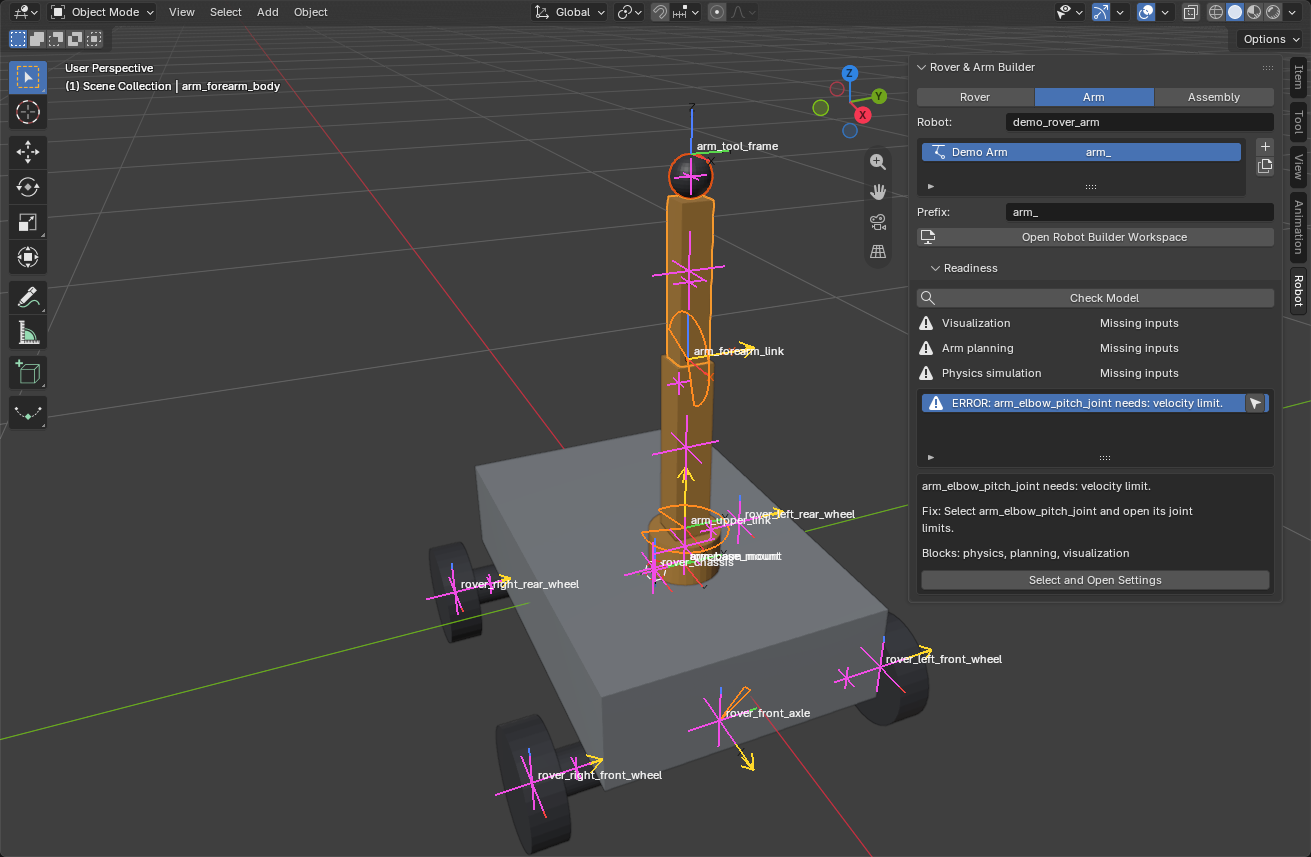 Object Mode
View
Select
Add
Object
Global
Options
User Perspective
(1) Scene Collection | arm_forearm_body
Z
Y
X
arm_tool_frame
arm_forearm_link
arm_upper_link
rover_left_rear_wheel
rover_chassis
rover_right_rear_wheel
rover_left_front_wheel
rover_front_axle
rover_right_front_wheel
Rover & Arm Builder
Rover
Arm
Assembly
Robot:
demo_rover_arm
Demo Arm
arm_
Prefix:
arm_
Open Robot Builder Workspace
Readiness
Check Model
Visualization
Missing inputs
Arm planning
Missing inputs
Physics simulation
Missing inputs
ERROR: arm_elbow_pitch_joint needs: velocity limit.
arm_elbow_pitch_joint needs: velocity limit.
Fix: Select arm_elbow_pitch_joint and open its joint
limits.
Blocks: physics, planning, visualization
Select and Open Settings
Item
Tool
View
Animation
Robot